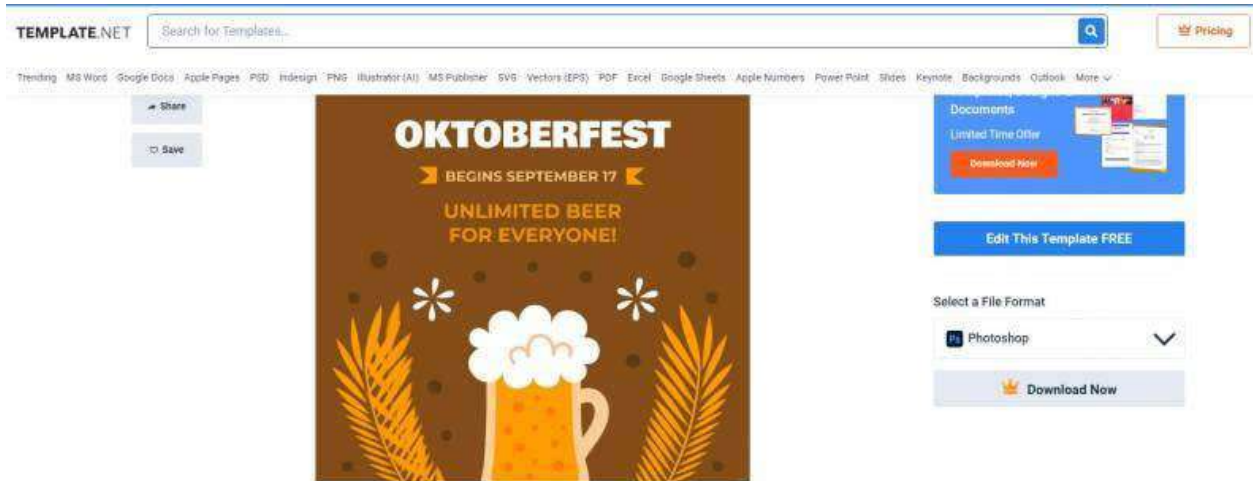 TEMPLATE.NET
Search for Templates...
Pricing
Trending MS Word Google Docs Apple Pages PSD Indesign PNG Illustrator (AI) MS Publisher SVG Vectors (EPS) PDF Excel Google Sheets Apple Numbers Power Point Slides Keynote Backgrounds Outlook More
Share
Save
OKTOBERFEST
BEGINS SEPTEMBER 17
UNLIMITED BEER
FOR EVERYONE!
Documents
Limited Time Offer
Download Now
Edit This Template FREE
Select a File Format
Ps Photoshop
Download Now